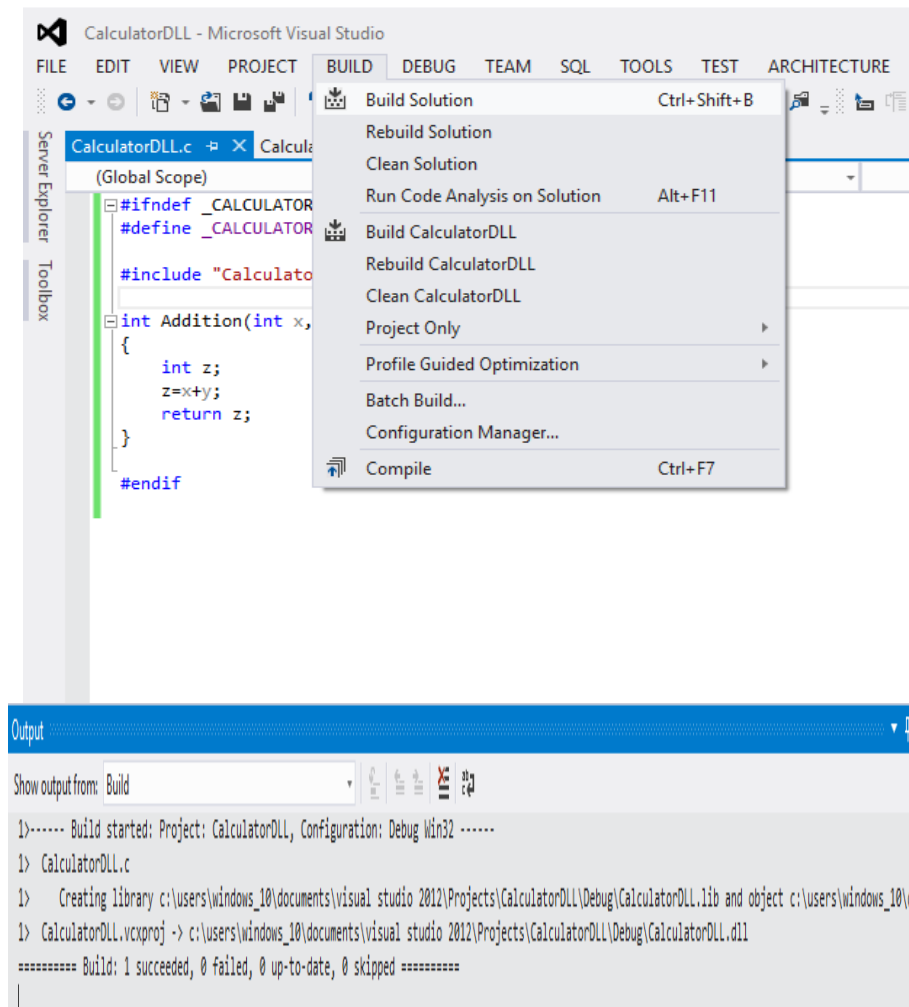 CalculatorDLL - Microsoft Visual Studio
FILE EDIT VIEW PROJECT BUILD DEBUG TEAM SQL TOOLS TEST ARCHITECTURE
Build Solution Ctrl+Shift+B
Rebuild Solution
Clean Solution
Run Code Analysis on Solution Alt+F11
Build CalculatorDLL
Rebuild CalculatorDLL
Clean CalculatorDLL
Project Only
Profile Guided Optimization
Batch Build...
Configuration Manager...
Compile Ctrl+F7
Server Explorer
Toolbox
CalculatorDLL.c Calcula
(Global Scope)
#ifndef _CALCULATOR
#define _CALCULATOR
#include "Calculato
int Addition(int x,
{
int z;
z=x+y;
return z;
}
#endif
Output
Show output from: Build
1>------ Build started: Project: CalculatorDLL, Configuration: Debug Win32 ------
1> CalculatorDLL.c
1> Creating library c:\users\windows_10\documents\visual studio 2012\Projects\CalculatorDLL\Debug\CalculatorDLL.lib and object c:\users\windows_10\
1> CalculatorDLL.vcxproj -> c:\users\windows_10\documents\visual studio 2012\Projects\CalculatorDLL\Debug\CalculatorDLL.dll
========== Build: 1 succeeded, 0 failed, 0 up-to-date, 0 skipped ==========